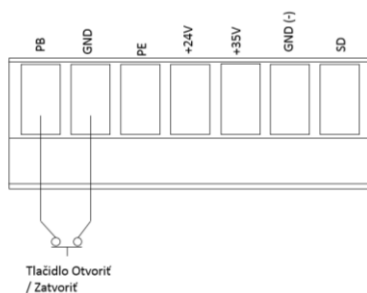 PB
GND
PE
+24V
+35V
GND (-)
SD
Tlačidlo Otvoriť
/ Zatvoriť